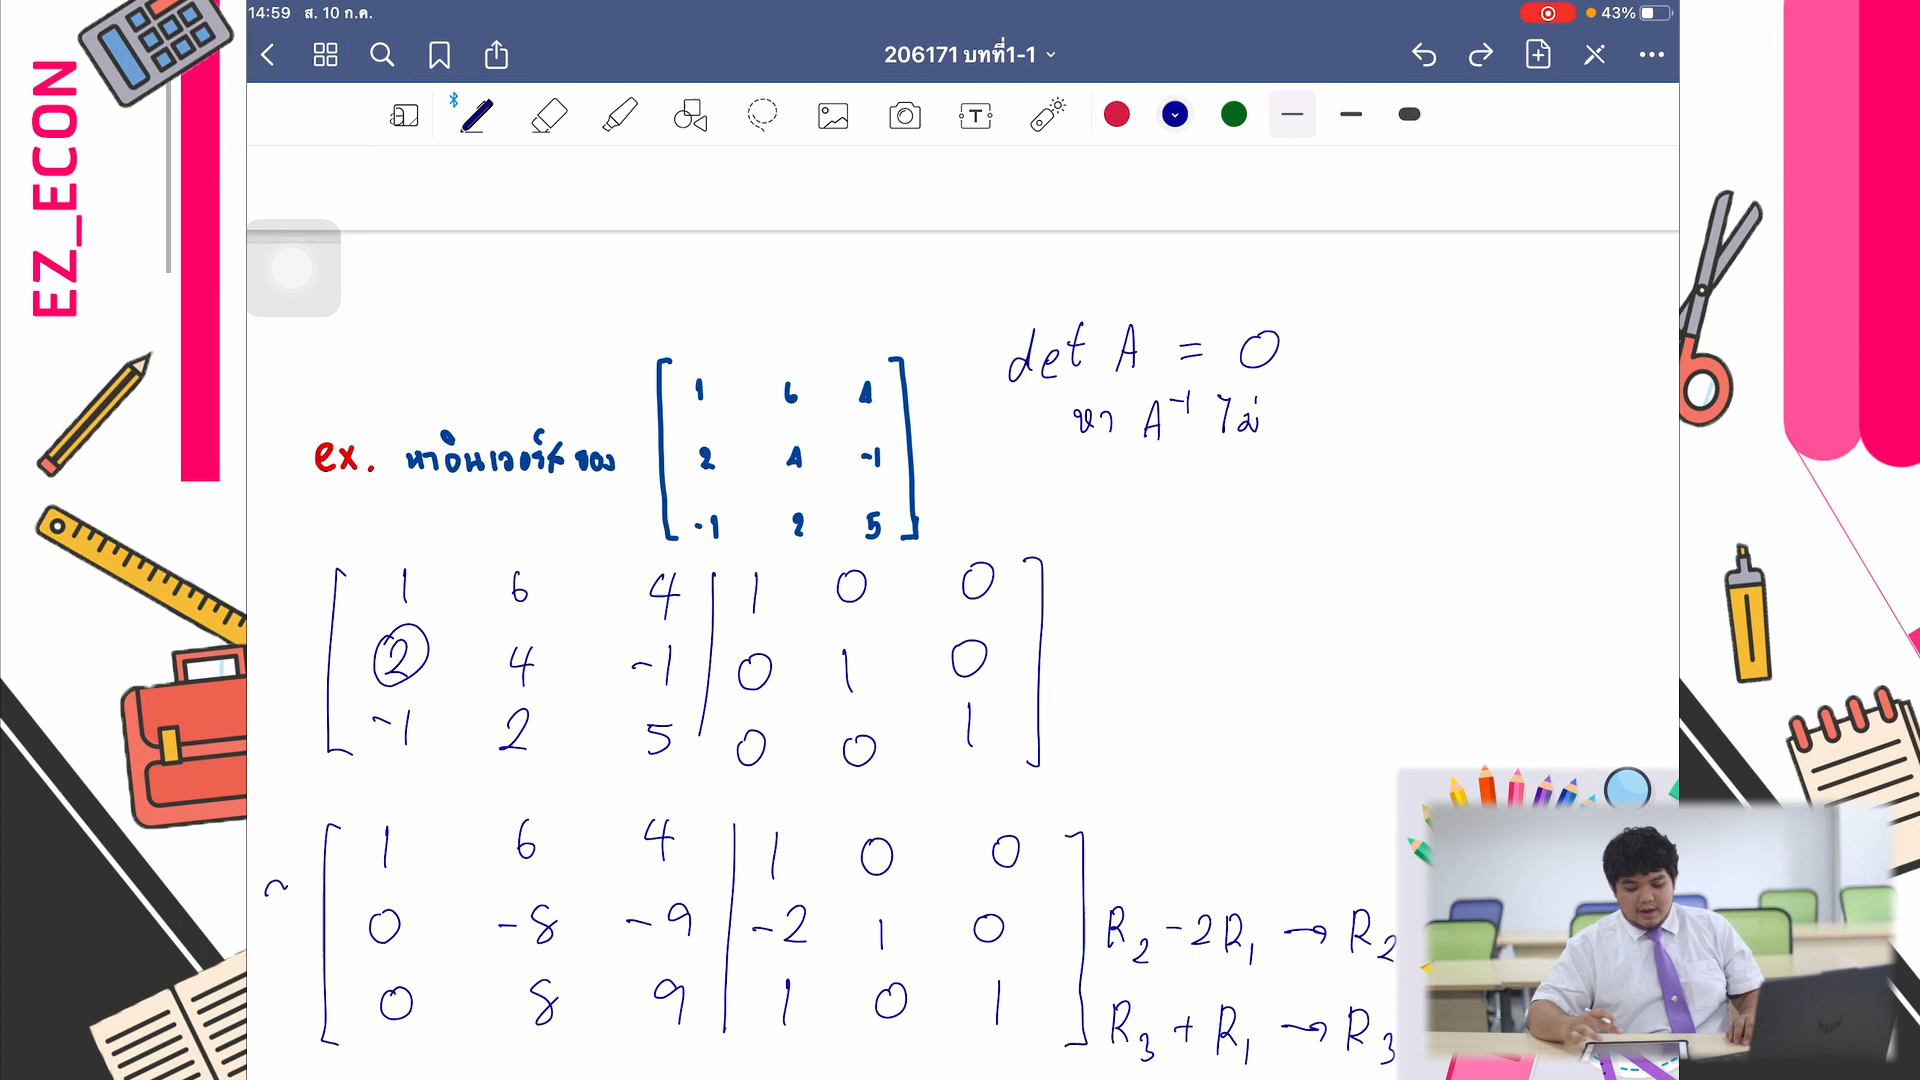 14:59 ส. 10 ก.ค.
43%
206171 บทที่1-1
EZ_ECON
T
det A = 0
หา A⁻¹ ไม่
ex. หาอินเวอร์ส ของ
1 6 4
2 4 -1
-1 2 5
1 6 4 | 1 0 0
2 4 -1 | 0 1 0
-1 2 5 | 0 0 1
~
1 6 4 | 1 0 0
0 -8 -9 | -2 1 0 R₂ - 2R₁ → R₂
0 8 9 | 1 0 1 R₃ + R₁ → R₃